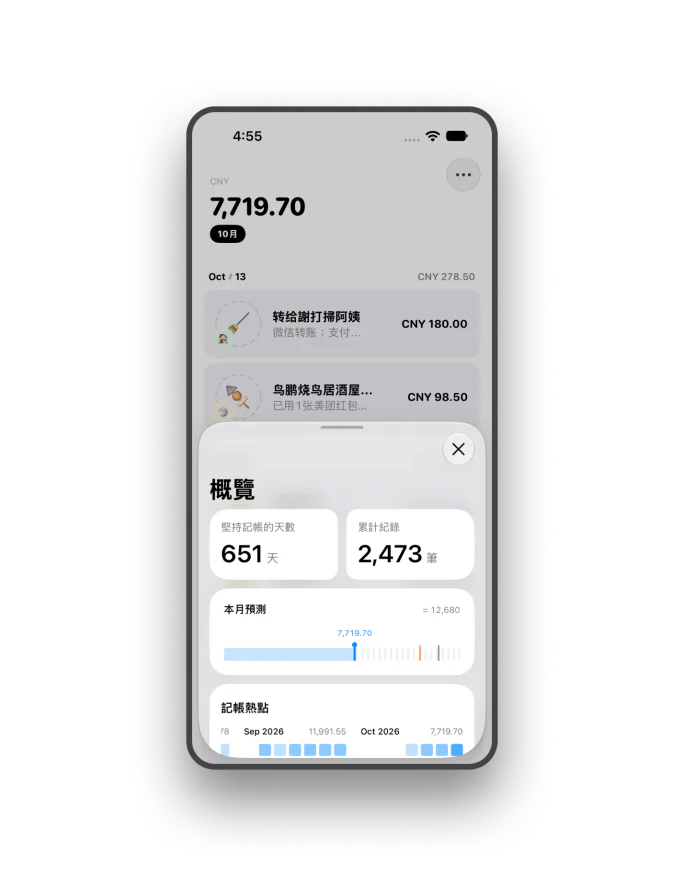 4:55
CNY
7,719.70
10月
Oct // 13
CNY 278.50
转给謝打掃阿姨
微信转账；支付...
CNY 180.00
鸟鹏烧鸟居酒屋...
已用1张美团红包...
CNY 98.50
概覽
堅持記帳的天數
651 天
累計紀錄
2,473 筆
本月預測
≈ 12,680
7,719.70
記帳熱點
78
Sep 2026
11,991.55
Oct 2026
7,719.70